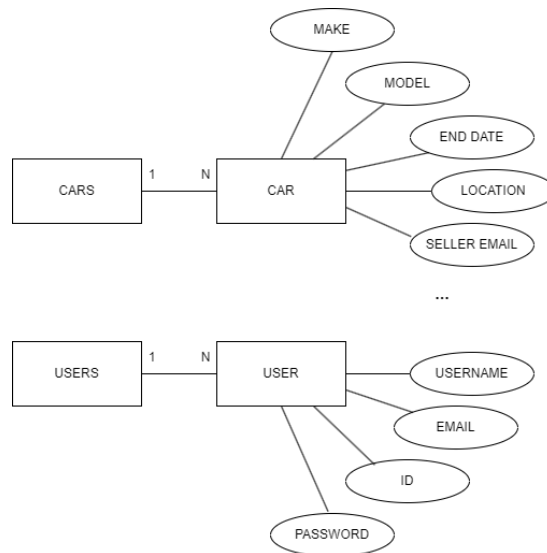 MAKE
MODEL
END DATE
CARS
1
N
CAR
LOCATION
SELLER EMAIL
...
USERS
1
N
USER
USERNAME
EMAIL
ID
PASSWORD